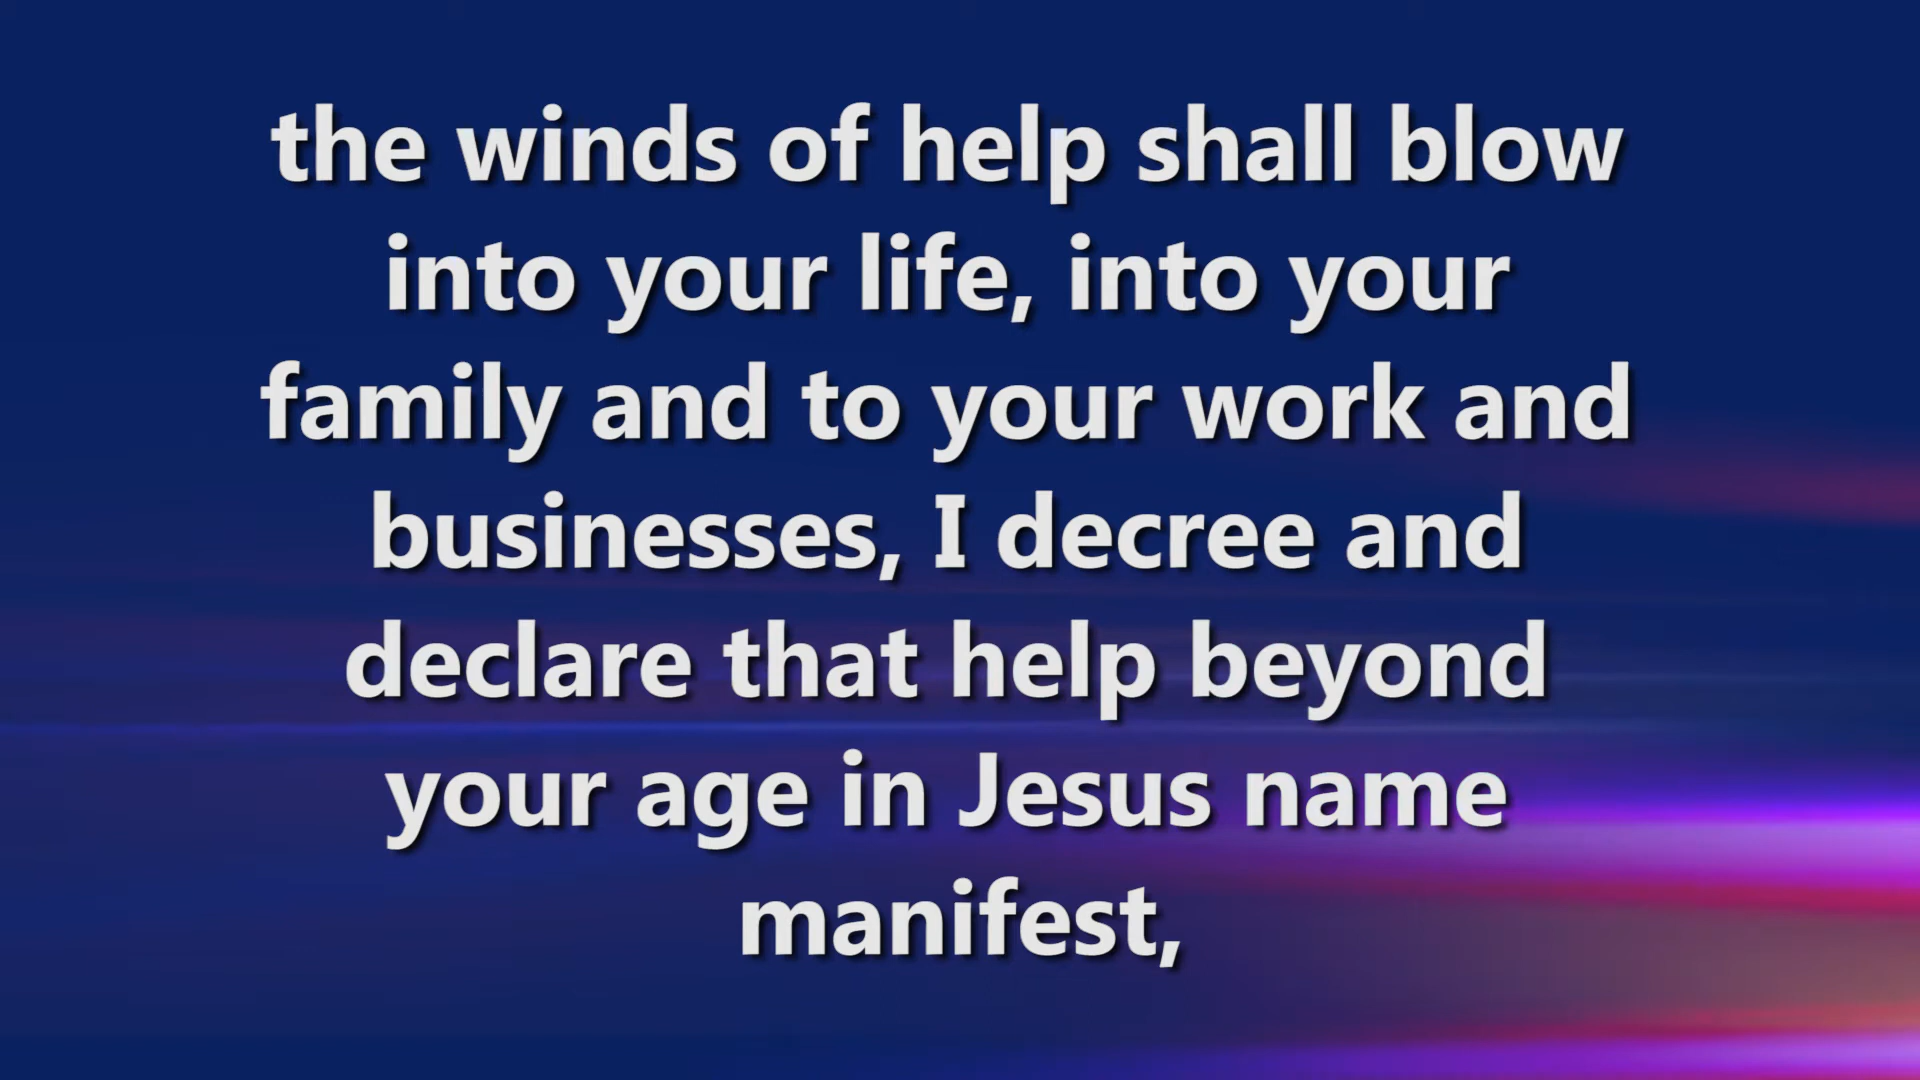 the winds of help shall blow
into your life, into your
family and to your work and
businesses, I decree and
declare that help beyond
your age in Jesus name
manifest,